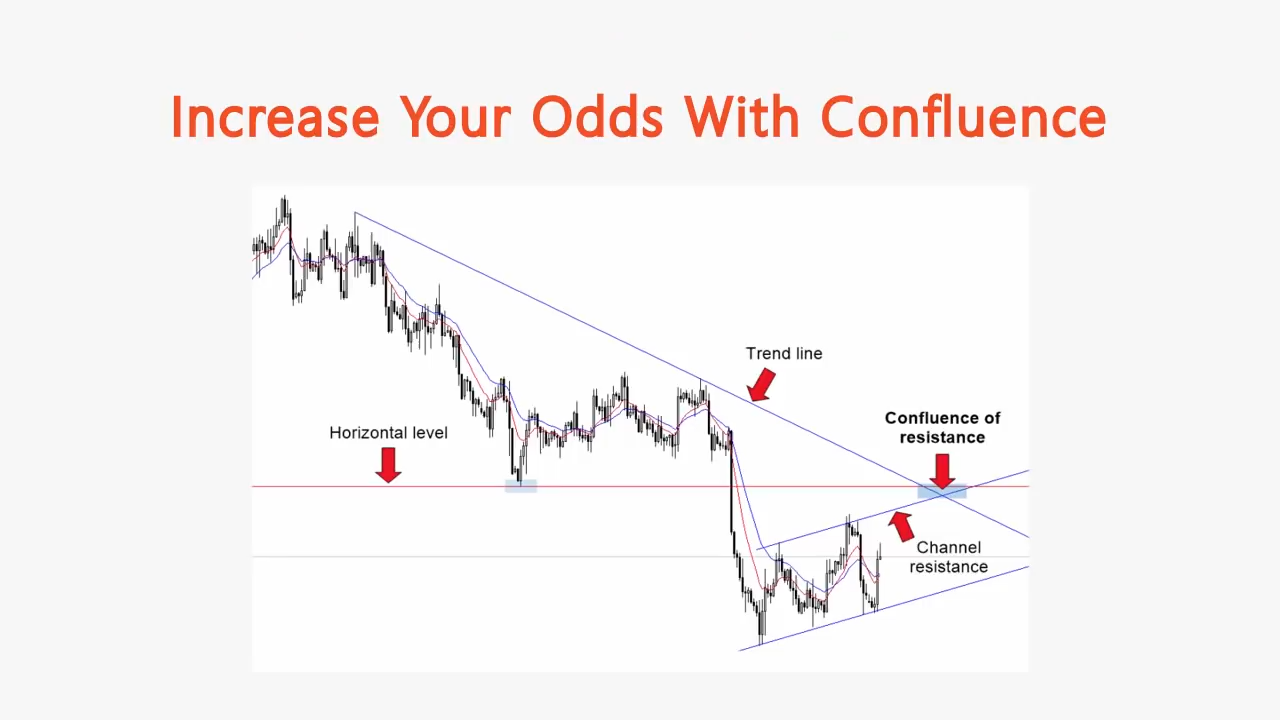 Increase Your Odds With Confluence
Trend line
Confluence of
resistance
Horizontal level
Channel
resistance